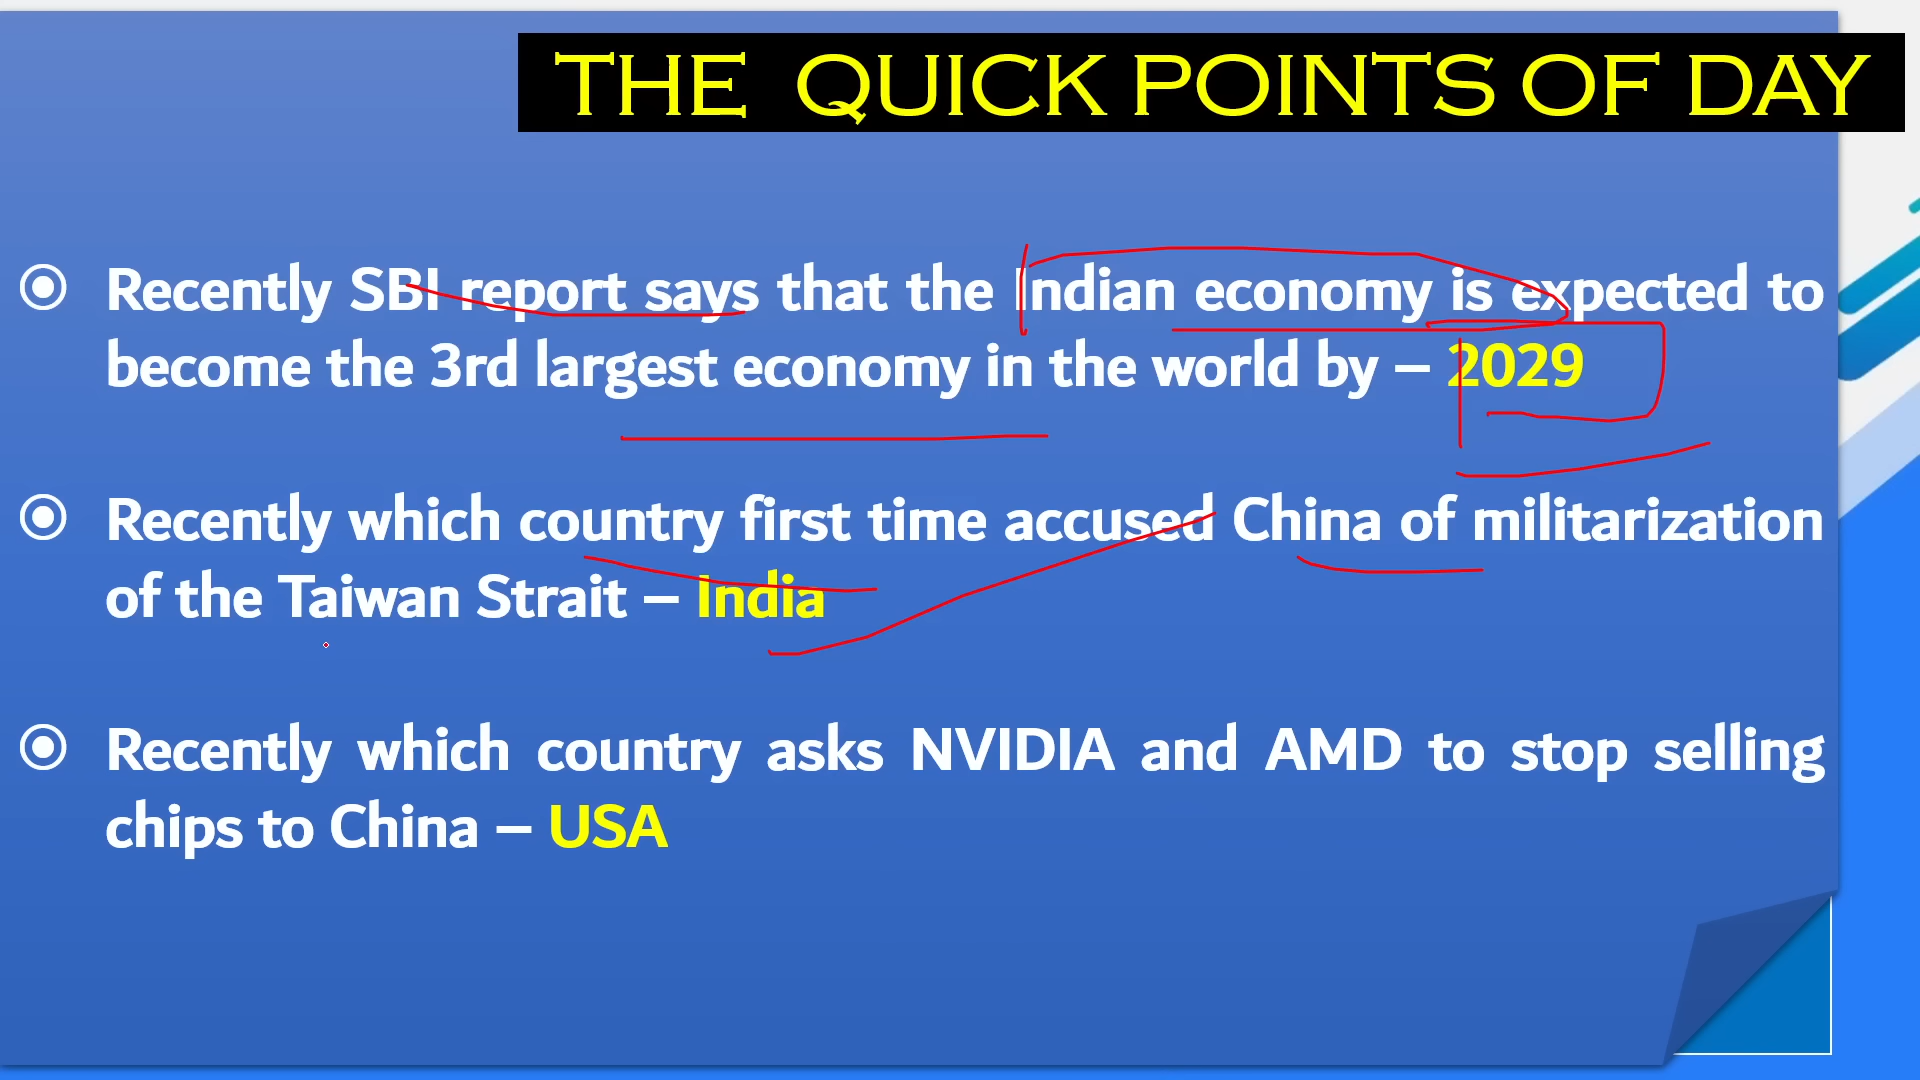 THE QUICK POINTS OF DAY
Recently SBI report says that the Indian economy is expected to
become the 3rd largest economy in the world by – 2029
Recently which country first time accused China of militarization
of the Taiwan Strait – India
Recently which country asks NVIDIA and AMD to stop selling
chips to China – USA